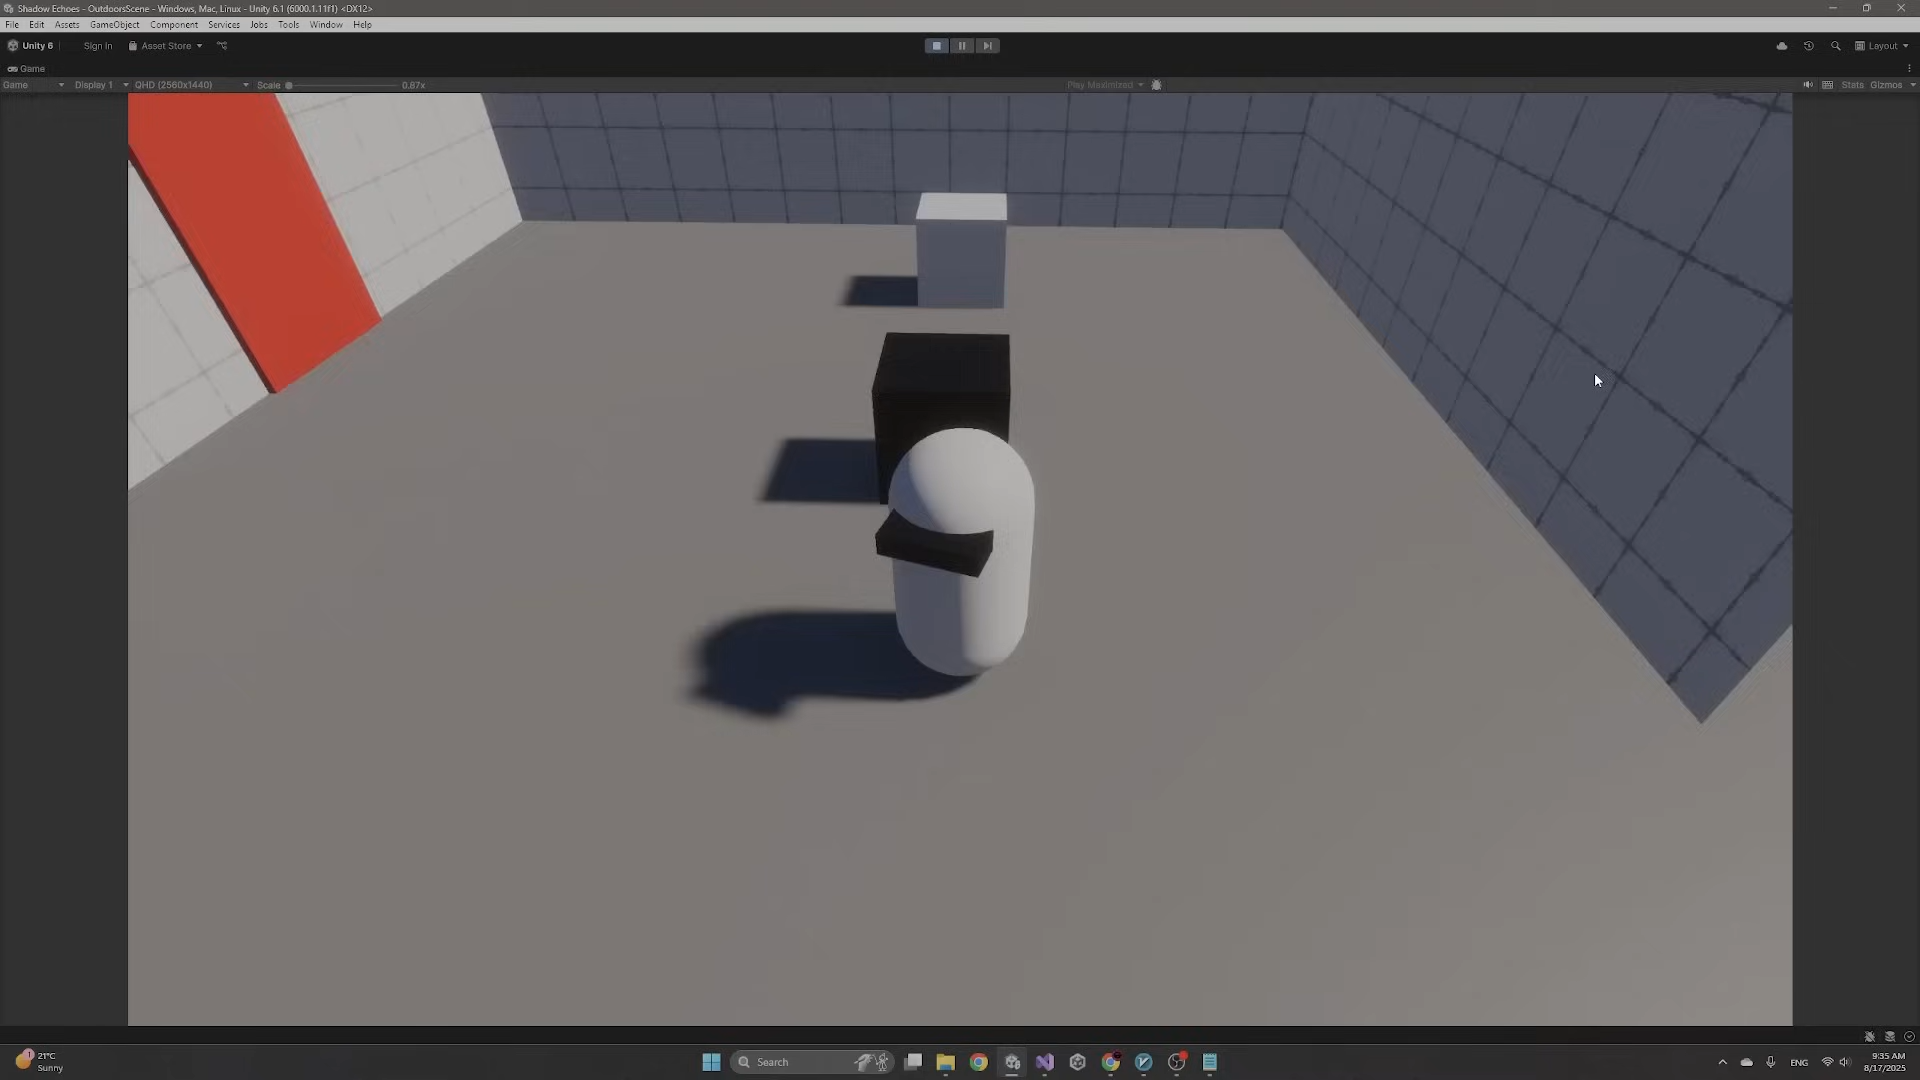 Shadow Echoes - OutdoorsScene - Windows, Mac, Linux - Unity 6.1 (6000.1.11f1) <DX12>
File Edit Assets GameObject Component Services Jobs Tools Window Help
Unity 6 Sign In Asset Store Layout
Game
Game Display 1 QHD (2560x1440) Scale 0.87x Play Maximized Stats Gizmos
1 21°C Sunny Search ENG 9:35 AM 8/17/2025